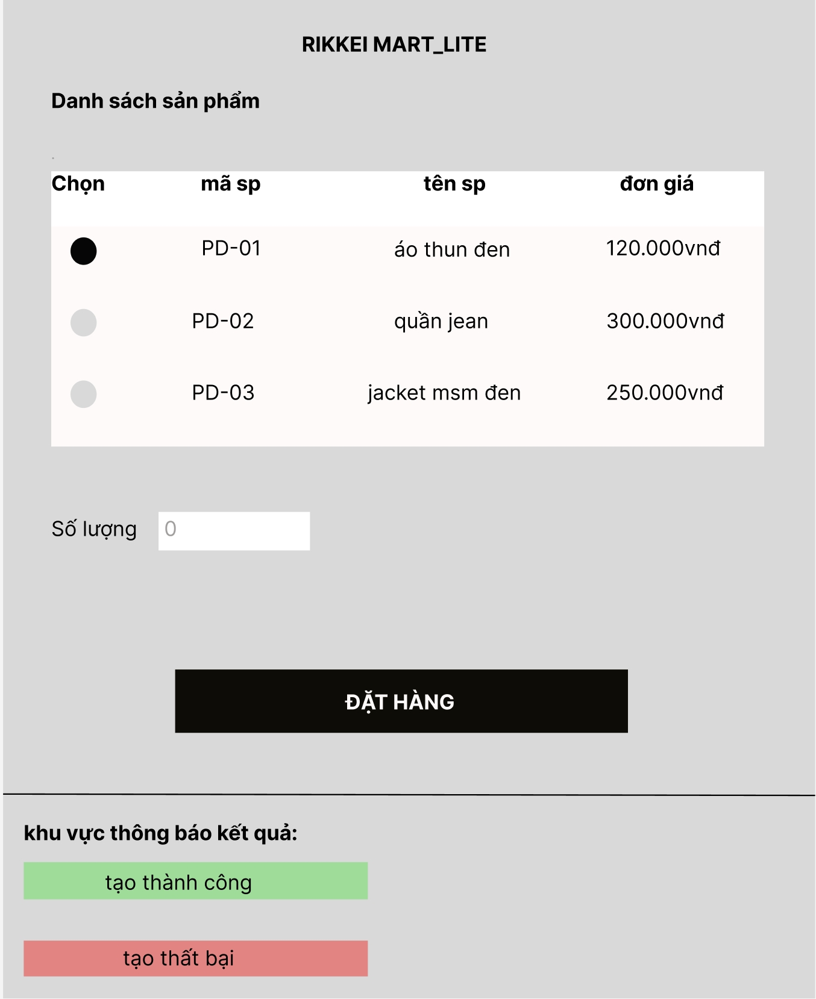 RIKKEI MART_LITE
Danh sách sản phẩm
.
Chọn mã sp tên sp đơn giá
PD-01 áo thun đen 120.000vnđ
PD-02 quần jean 300.000vnđ
PD-03 jacket msm đen 250.000vnđ
Số lượng 0
ĐẶT HÀNG
khu vực thông báo kết quả:
tạo thành công
tạo thất bại